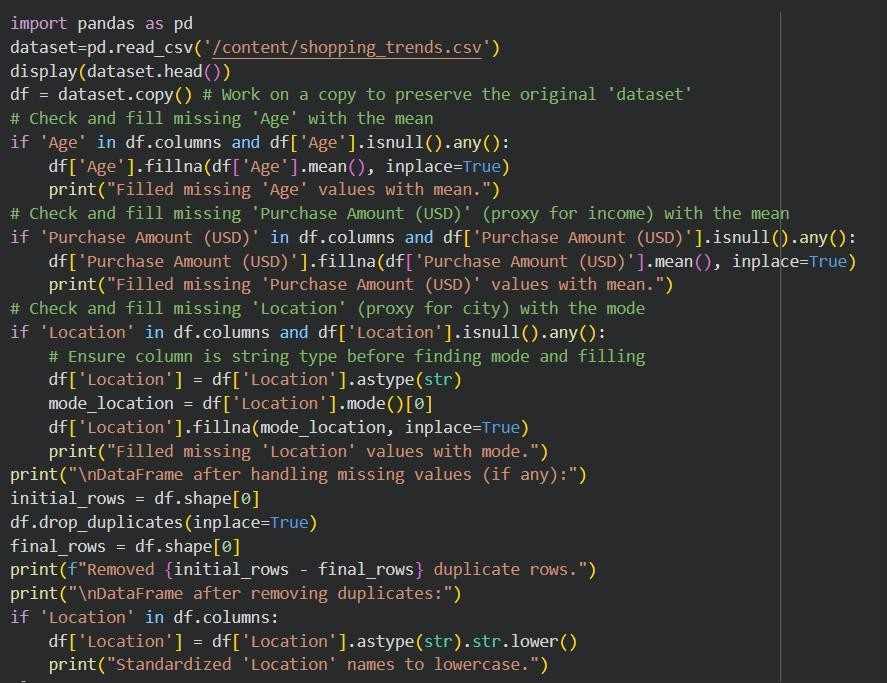 import pandas as pd
dataset=pd.read_csv('/content/shopping_trends.csv')
display(dataset.head())
df = dataset.copy() # Work on a copy to preserve the original 'dataset'
# Check and fill missing 'Age' with the mean
if 'Age' in df.columns and df['Age'].isnull().any():
    df['Age'].fillna(df['Age'].mean(), inplace=True)
    print("Filled missing 'Age' values with mean.")
# Check and fill missing 'Purchase Amount (USD)' (proxy for income) with the mean
if 'Purchase Amount (USD)' in df.columns and df['Purchase Amount (USD)'].isnull().any():
    df['Purchase Amount (USD)'].fillna(df['Purchase Amount (USD)'].mean(), inplace=True)
    print("Filled missing 'Purchase Amount (USD)' values with mean.")
# Check and fill missing 'Location' (proxy for city) with the mode
if 'Location' in df.columns and df['Location'].isnull().any():
    # Ensure column is string type before finding mode and filling
    df['Location'] = df['Location'].astype(str)
    mode_location = df['Location'].mode()[0]
    df['Location'].fillna(mode_location, inplace=True)
    print("Filled missing 'Location' values with mode.")
print("\nDataFrame after handling missing values (if any):")
initial_rows = df.shape[0]
df.drop_duplicates(inplace=True)
final_rows = df.shape[0]
print(f"Removed {initial_rows - final_rows} duplicate rows.")
print("\nDataFrame after removing duplicates:")
if 'Location' in df.columns:
    df['Location'] = df['Location'].astype(str).str.lower()
    print("Standardized 'Location' names to lowercase.")